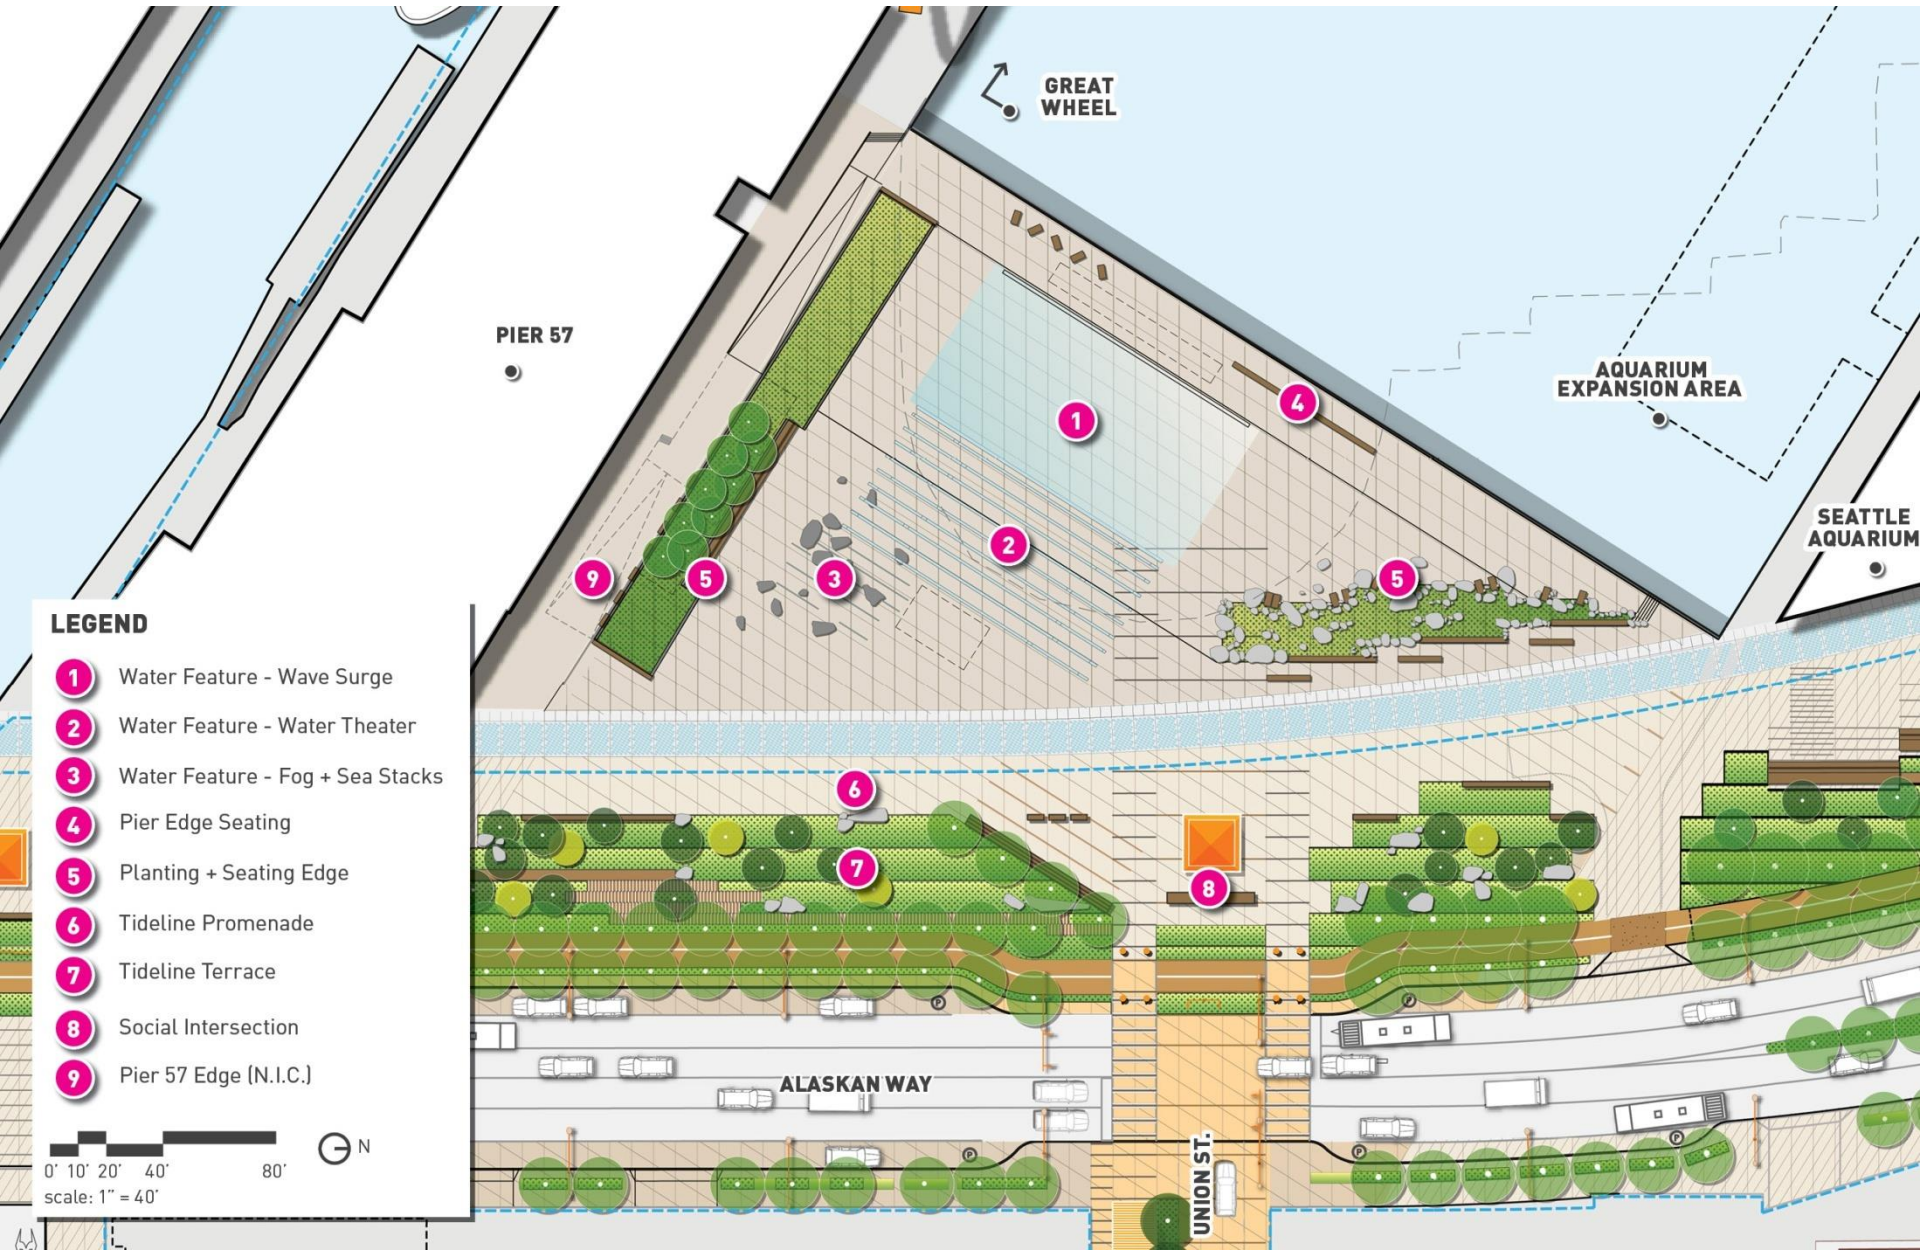 GREAT
WHEEL
PIER 57
AQUARIUM
EXPANSION AREA
SEATTLE
AQUARIUM
1
4
2
9
5
3
5
6
7
8
ALASKAN WAY
UNION ST.
P
P
P
P
P
LEGEND
1 Water Feature - Wave Surge
2 Water Feature - Water Theater
3 Water Feature - Fog + Sea Stacks
4 Pier Edge Seating
5 Planting + Seating Edge
6 Tideline Promenade
7 Tideline Terrace
8 Social Intersection
9 Pier 57 Edge (N.I.C.)
0' 10' 20' 40' 80'
N
scale: 1" = 40'